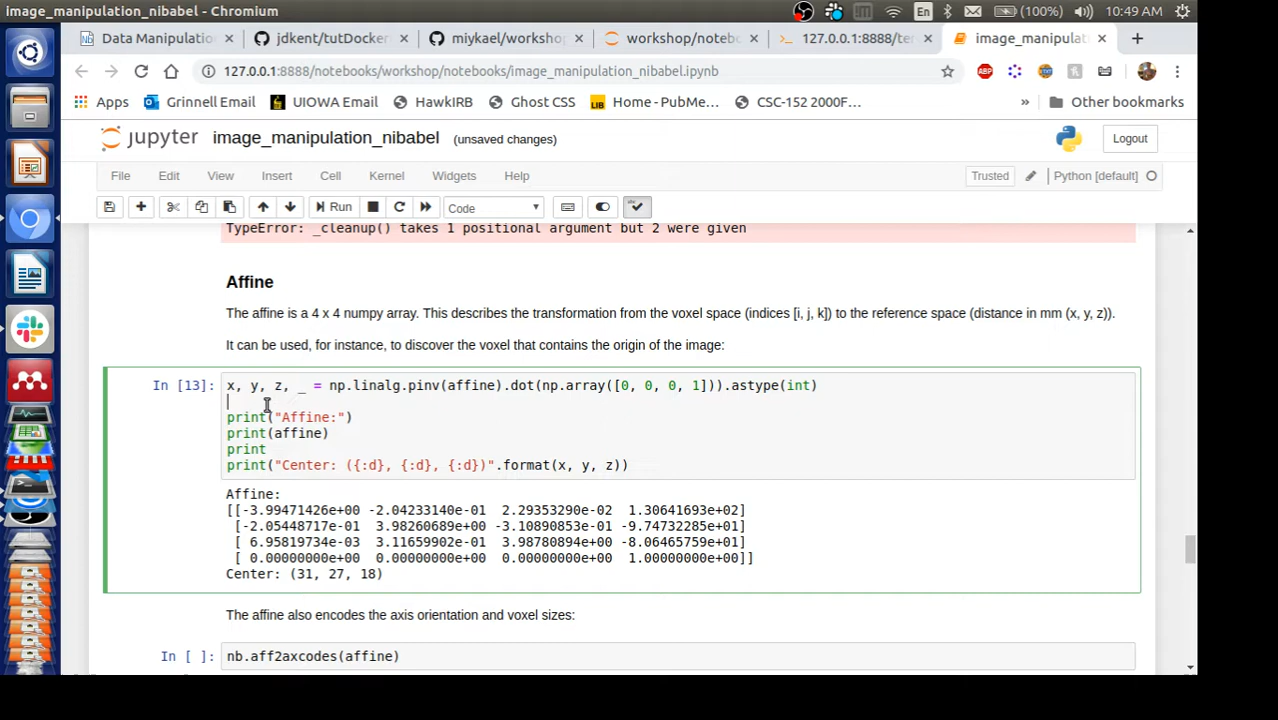 image_manipulation_nibabel - Chromium
En
(100%)
10:49 AM
Data Manipulatio
jdkent/tutDocker
miykael/workshop
workshop/noteb
127.0.0.1:8888/te
image_manipulat
127.0.0.1:8888/notebooks/workshop/notebooks/image_manipulation_nibabel.ipynb
ABP
Apps
Grinnell Email
UIOWA Email
HawkIRB
Ghost CSS
LIB
Home - PubMe...
CSC-152 2000F...
»
Other bookmarks
jupyter
image_manipulation_nibabel
(unsaved changes)
Logout
File
Edit
View
Insert
Cell
Kernel
Widgets
Help
Trusted
Python [default]
Run
Code
TypeError: _cleanup() takes 1 positional argument but 2 were given
Affine
The affine is a 4 x 4 numpy array. This describes the transformation from the voxel space (indices [i, j, k]) to the reference space (distance in mm (x, y, z)).
It can be used, for instance, to discover the voxel that contains the origin of the image:
In [13]:
x, y, z, _ = np.linalg.pinv(affine).dot(np.array([0, 0, 0, 1])).astype(int)
print("Affine:")
print(affine)
print
print("Center: ({:d}, {:d}, {:d})".format(x, y, z))
Affine:
[[-3.99471426e+00 -2.04233140e-01  2.29353290e-02  1.30641693e+02]
 [-2.05448717e-01  3.98260689e+00 -3.10890853e-01 -9.74732285e+01]
 [ 6.95819734e-03  3.11659902e-01  3.98780894e+00 -8.06465759e+01]
 [ 0.00000000e+00  0.00000000e+00  0.00000000e+00  1.00000000e+00]]
Center: (31, 27, 18)
The affine also encodes the axis orientation and voxel sizes:
In [ ]:
nb.aff2axcodes(affine)